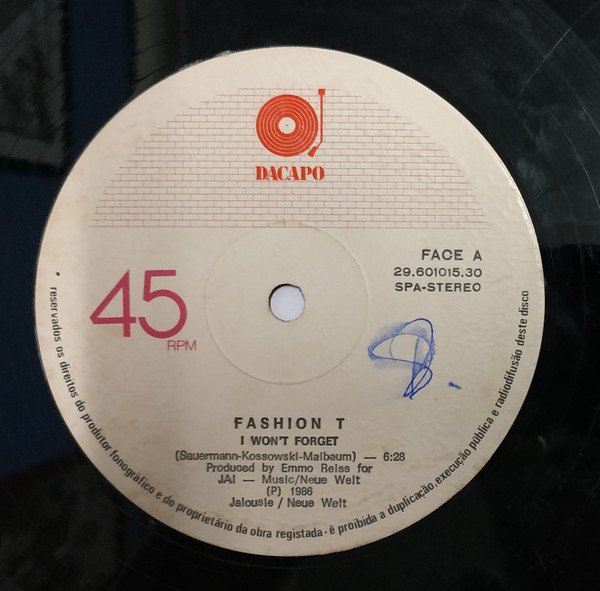 DACAPO
FACE A
29.601015.30
SPA-STEREO
45
RPM
FASHION T
I WON'T FORGET
(Sauermann-Kossowski-Maibaum) — 6:28
Produced by Emmo Reiss for
JAI — Music/Neue Welt
(P) 1986
Jalousie / Neue Welt
• reservados os direitos do produtor fonográfico e do proprietário da obra registada - é proibida a duplicação, execução pública e radiodifusão deste disco